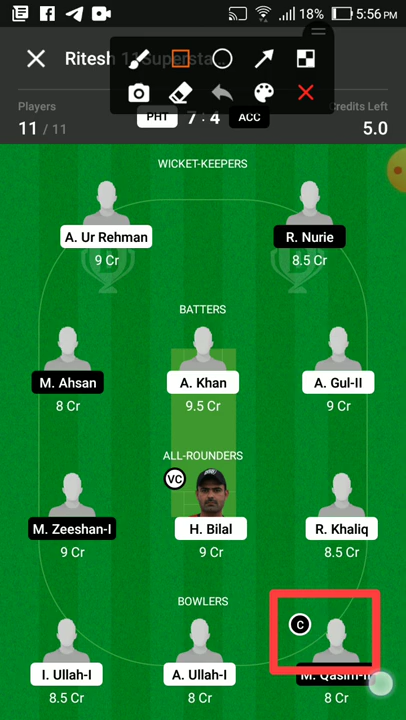 18% 5:56 PM
Ritesh 11Supersta
Players
Credits Left
11 / 11
PHT 7 : 4 ACC
5.0
WICKET-KEEPERS
A. Ur Rehman
R. Nurie
9 Cr
8.5 Cr
BATTERS
M. Ahsan
A. Khan
A. Gul-II
8 Cr
9.5 Cr
9 Cr
ALL-ROUNDERS
VC
M. Zeeshan-I
H. Bilal
R. Khaliq
9 Cr
9 Cr
8.5 Cr
BOWLERS
C
I. Ullah-I
A. Ullah-I
M. Qasim-II
8.5 Cr
8 Cr
8 Cr